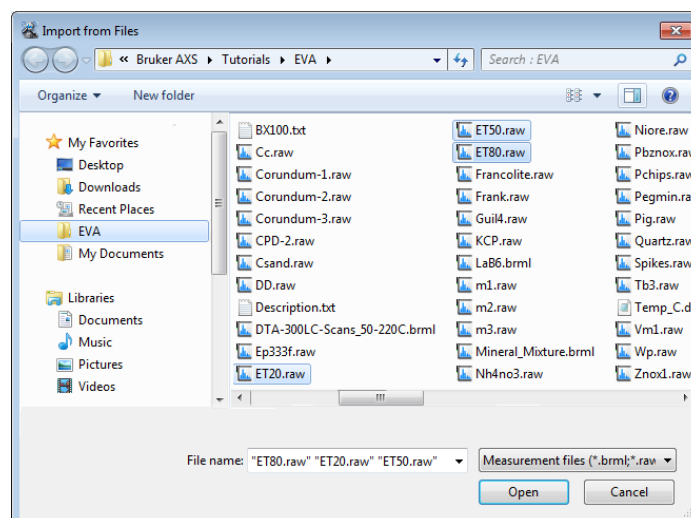 Import from Files
« Bruker AXS ▸ Tutorials ▸ EVA ▸
Search : EVA
Organize ▾ New folder
My Favorites
Desktop
Downloads
Recent Places
EVA
My Documents
Libraries
Documents
Music
Pictures
Videos
BX100.txt
Cc.raw
Corundum-1.raw
Corundum-2.raw
Corundum-3.raw
CPD-2.raw
Csand.raw
DD.raw
Description.txt
DTA-300LC-Scans_50-220C.brml
Ep333f.raw
ET20.raw
ET50.raw
ET80.raw
Francolite.raw
Frank.raw
Guil4.raw
KCP.raw
LaB6.brml
m1.raw
m2.raw
m3.raw
Mineral_Mixture.brml
Nh4no3.raw
Niore.raw
Pbznox.raw
Pchips.raw
Pegmin.ra
Pig.raw
Quartz.raw
Spikes.raw
Tb3.raw
Temp_C.d
Vm1.raw
Wp.raw
Znox1.raw
File name: "ET80.raw" "ET20.raw" "ET50.raw"
Measurement files (*.brml;*.raw
Open Cancel